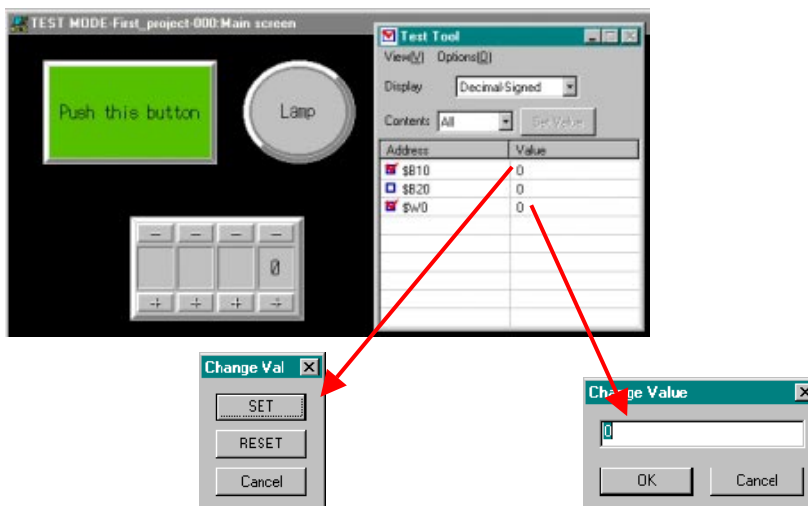 TEST MODE-First_project-000:Main screen
Push this button
Lamp
- - - -
0
+ + + +
Test Tool
View(V) Options(O)
Display Decimal-Signed
Contents All Set Value
Address Value
$B10 0
$B20 0
$W0 0
Change Val
SET
RESET
Cancel
Change Value
0
OK Cancel